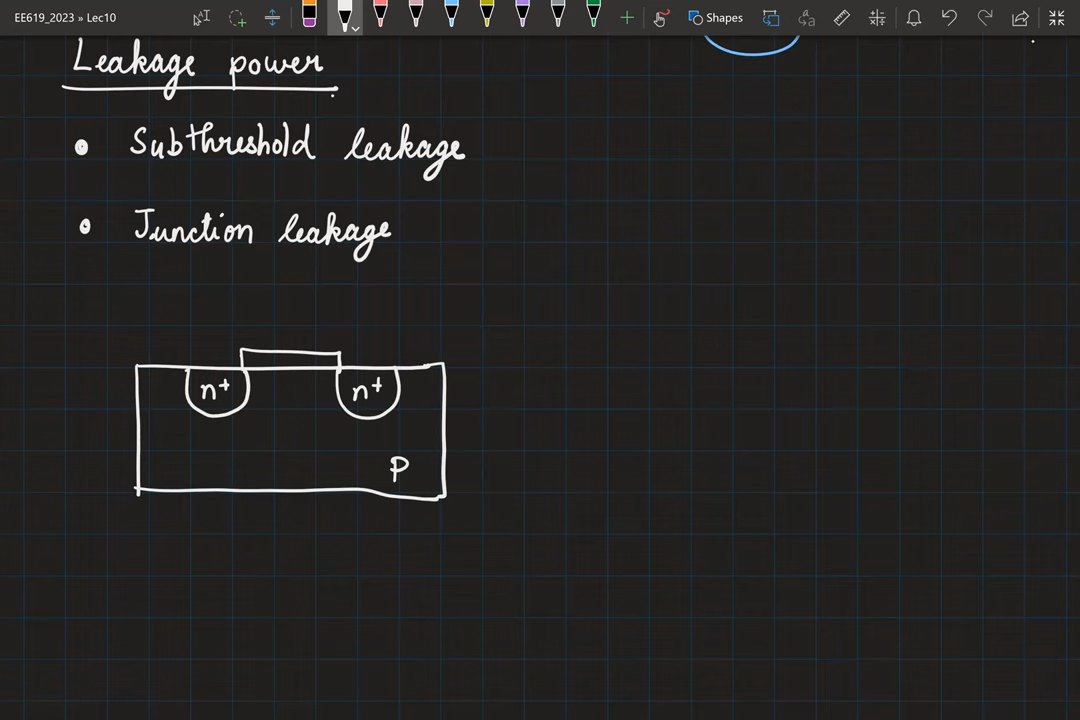 EE619_2023 » Lec10
Shapes
Leakage power
• Subthreshold leakage
• Junction leakage
n+ n+
P